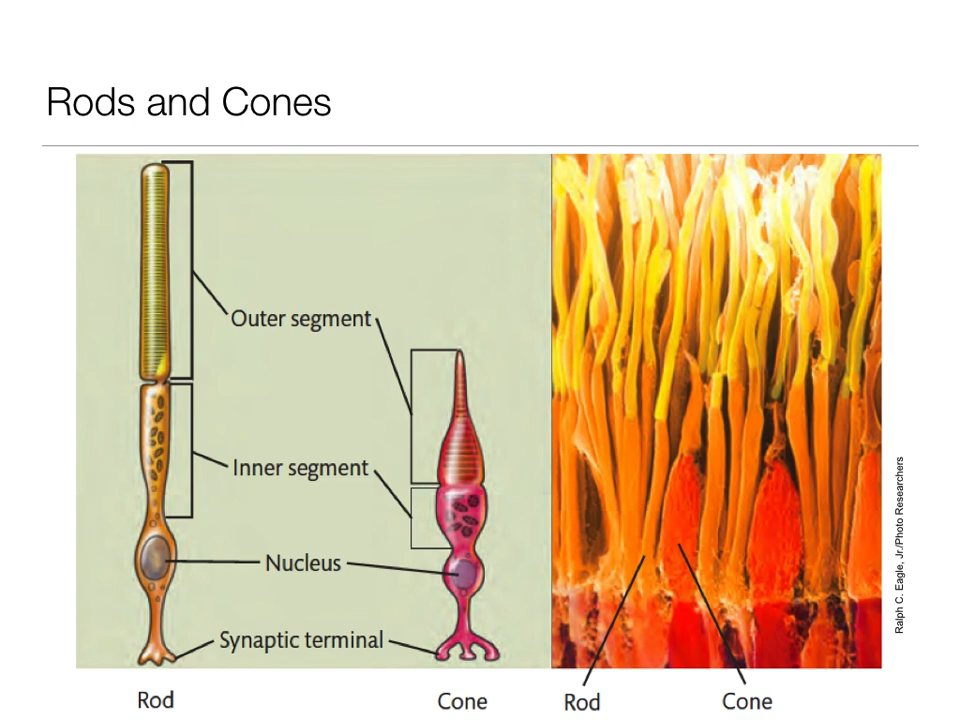 Rods and Cones
Outer segment
Inner segment
Nucleus
Synaptic terminal
Rod
Cone
Rod
Cone
Ralph C. Eagle, Jr./Photo Researchers